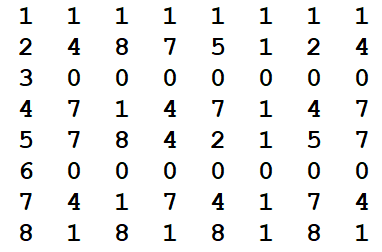 1 1 1 1 1 1 1 1
2 4 8 7 5 1 2 4
3 0 0 0 0 0 0 0
4 7 1 4 7 1 4 7
5 7 8 4 2 1 5 7
6 0 0 0 0 0 0 0
7 4 1 7 4 1 7 4
8 1 8 1 8 1 8 1